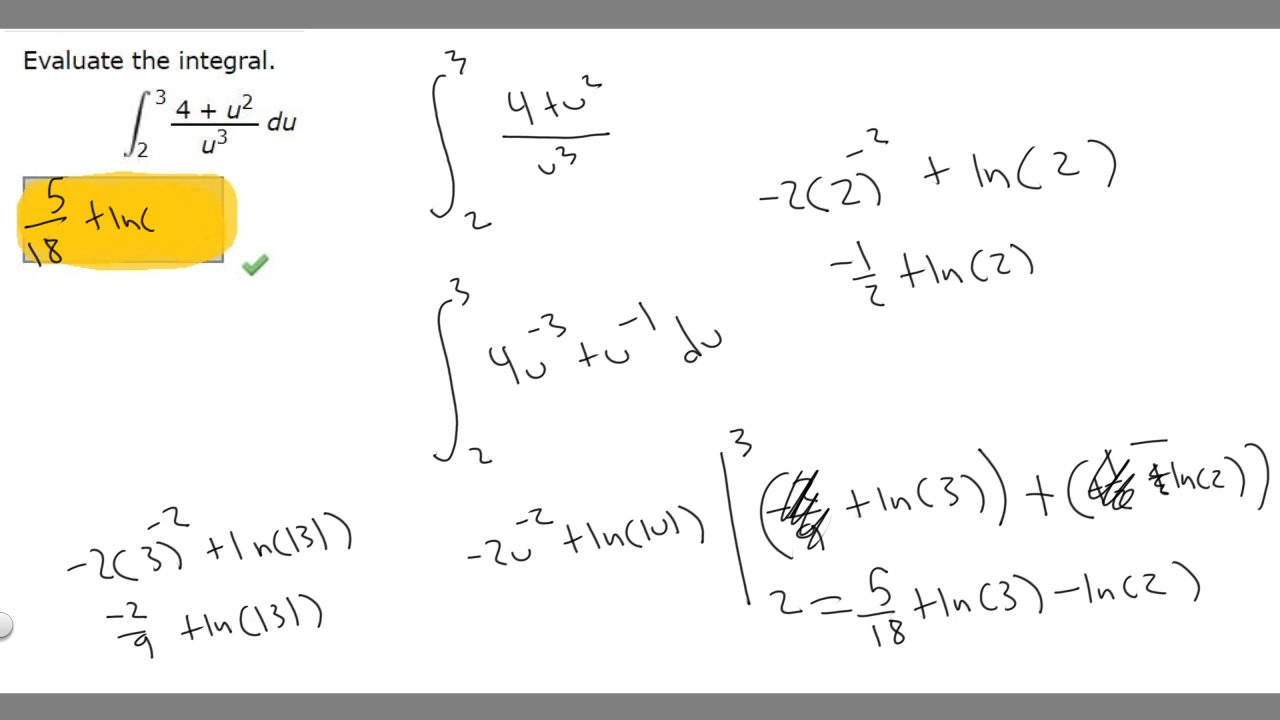 Evaluate the integral.
∫₂³ (4 + u²)/u³ du
5/18 + ln(
∫₂³ (4+u²)/u³
∫₂³ 4u⁻³ + u⁻¹ du
-2u⁻² + ln(|u|) |₂³
-2(2)⁻² + ln(2)
-1/2 + ln(2)
-2(3)⁻² + ln(|3|)
-2/9 + ln(|3|)
( + ln(3)) + ( ln(2))
= 5/18 + ln(3) - ln(2)